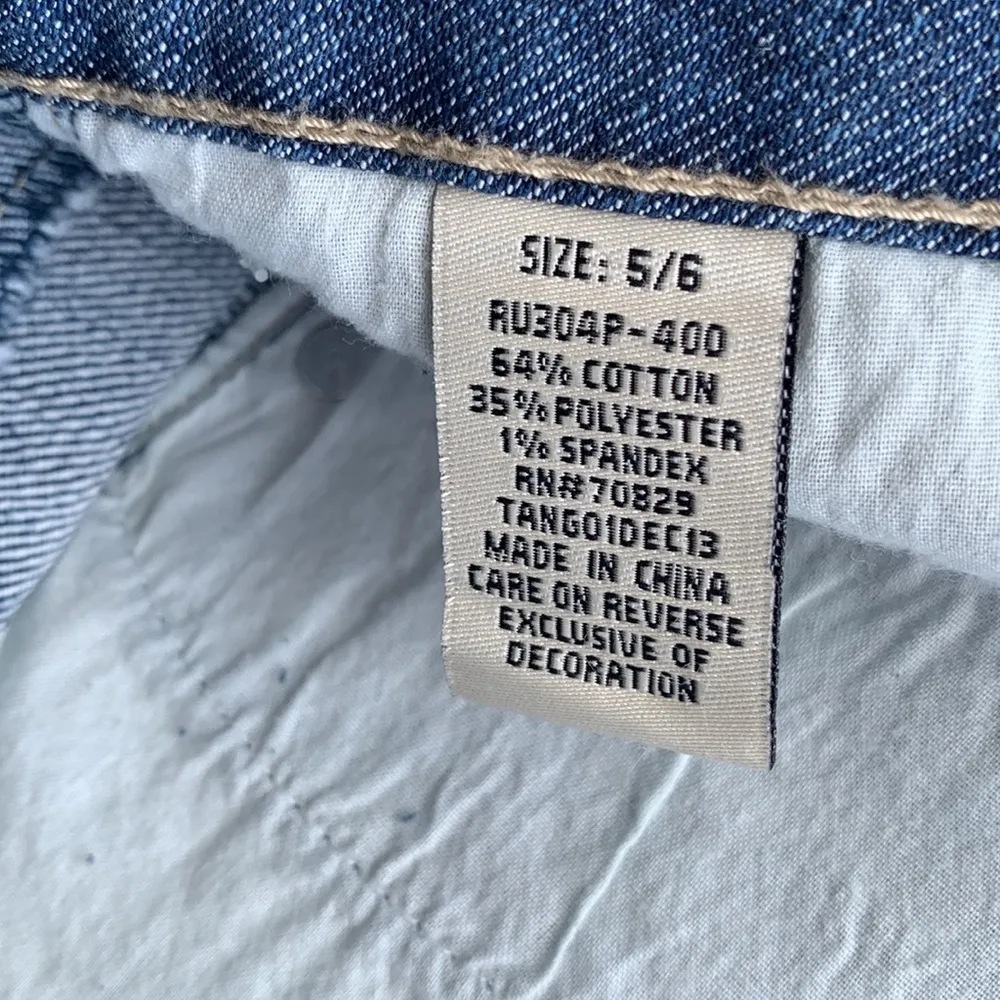 SIZE: 5/6
RU304P-400
64% COTTON
35% POLYESTER
1% SPANDEX
RN#70829
TANGO1DEC13
MADE IN CHINA
CARE ON REVERSE
EXCLUSIVE OF
DECORATION